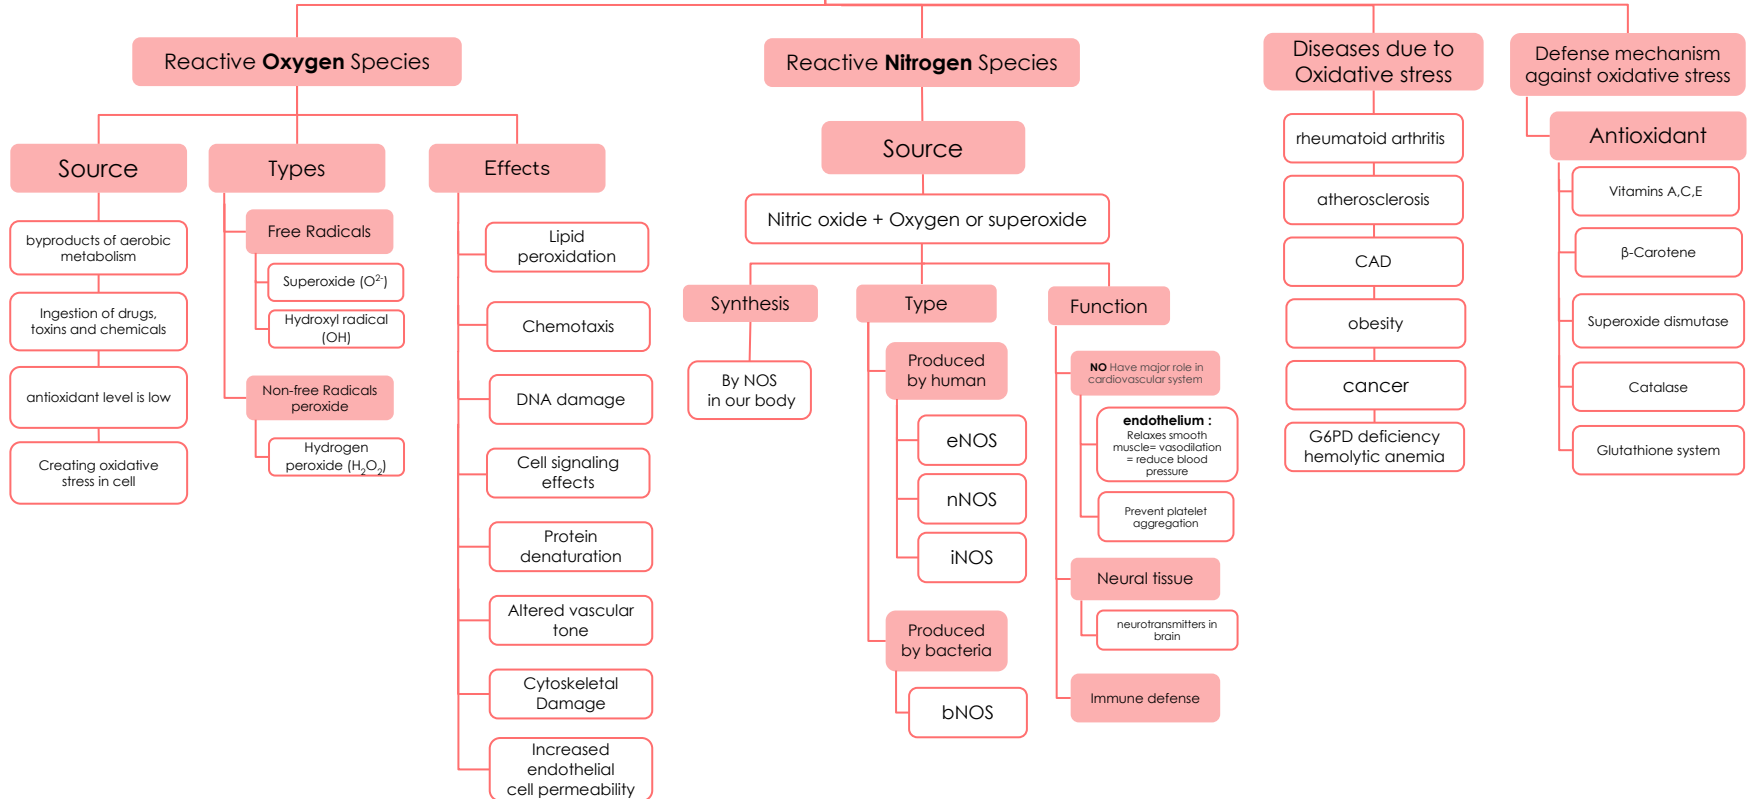 Reactive Oxygen Species
Source
byproducts of aerobic
metabolism
Ingestion of drugs,
toxins and chemicals
antioxidant level is low
Creating oxidative
stress in cell
Types
Free Radicals
Superoxide (O²⁻)
Hydroxyl radical
(OH)
Non-free Radicals
peroxide
Hydrogen
peroxide (H₂O₂)
Effects
Lipid
peroxidation
Chemotaxis
DNA damage
Cell signaling
effects
Protein
denaturation
Altered vascular
tone
Cytoskeletal
Damage
Increased
endothelial
cell permeability
Reactive Nitrogen Species
Source
Nitric oxide + Oxygen or superoxide
Synthesis
By NOS
in our body
Type
Produced
by human
eNOS
nNOS
iNOS
Produced
by bacteria
bNOS
Function
NO Have major role in
cardiovascular system
endothelium :
Relaxes smooth
muscle= vasodilation
= reduce blood
pressure
Prevent platelet
aggregation
Neural tissue
neurotransmitters in
brain
Immune defense
Diseases due to
Oxidative stress
rheumatoid arthritis
atherosclerosis
CAD
obesity
cancer
G6PD deficiency
hemolytic anemia
Defense mechanism
against oxidative stress
Antioxidant
Vitamins A,C,E
β-Carotene
Superoxide dismutase
Catalase
Glutathione system